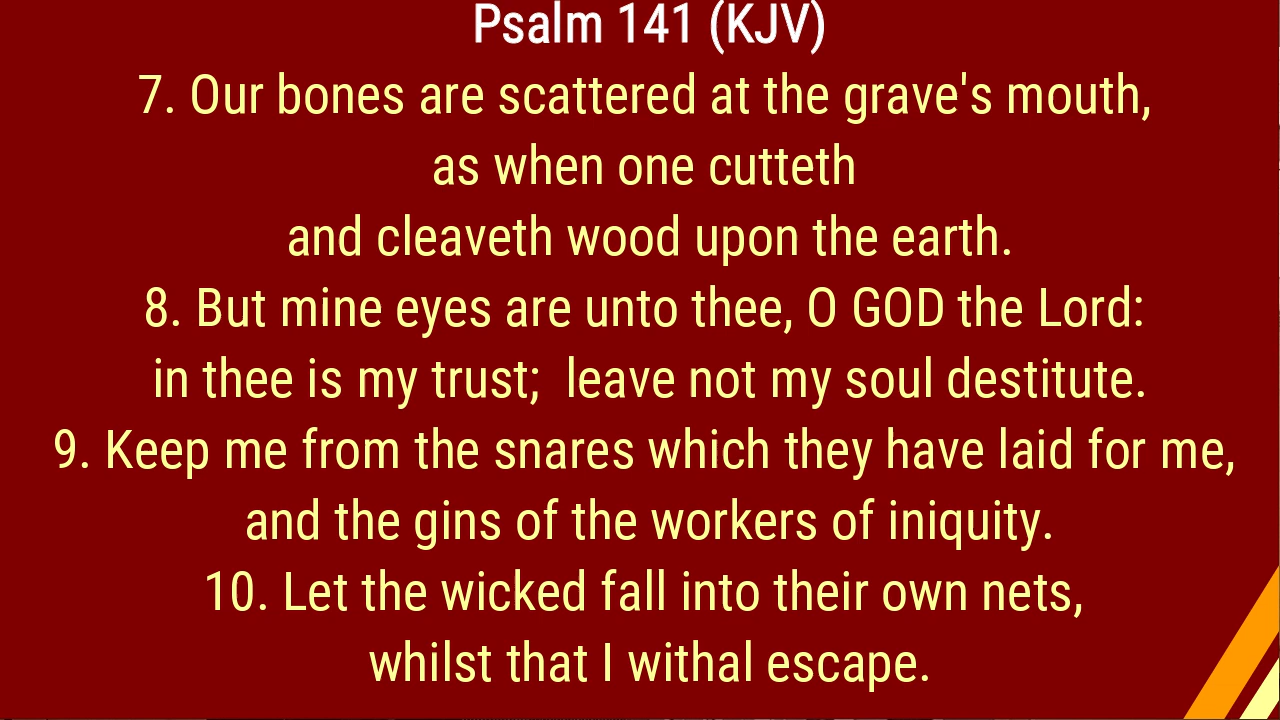 Psalm 141 (KJV)
7. Our bones are scattered at the grave's mouth,
as when one cutteth
and cleaveth wood upon the earth.
8. But mine eyes are unto thee, O GOD the Lord:
in thee is my trust;  leave not my soul destitute.
9. Keep me from the snares which they have laid for me,
and the gins of the workers of iniquity.
10. Let the wicked fall into their own nets,
whilst that I withal escape.